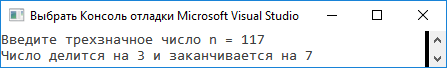 Выбрать Консоль отладки Microsoft Visual Studio
Введите трехзначное число n = 117
Число делится на 3 и заканчивается на 7